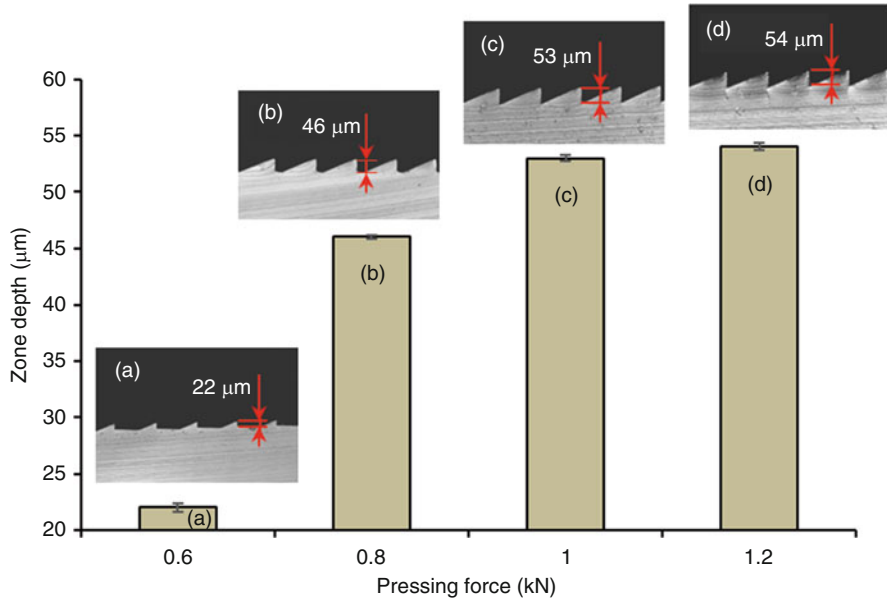 (d)
54 μm
(c)
53 μm
60
55
(b)
46 μm
50
(c)
(d)
45
(b)
40
Zone depth (μm)
35
(a)
22 μm
30
25
(a)
20
0.6
0.8
1
1.2
Pressing force (kN)